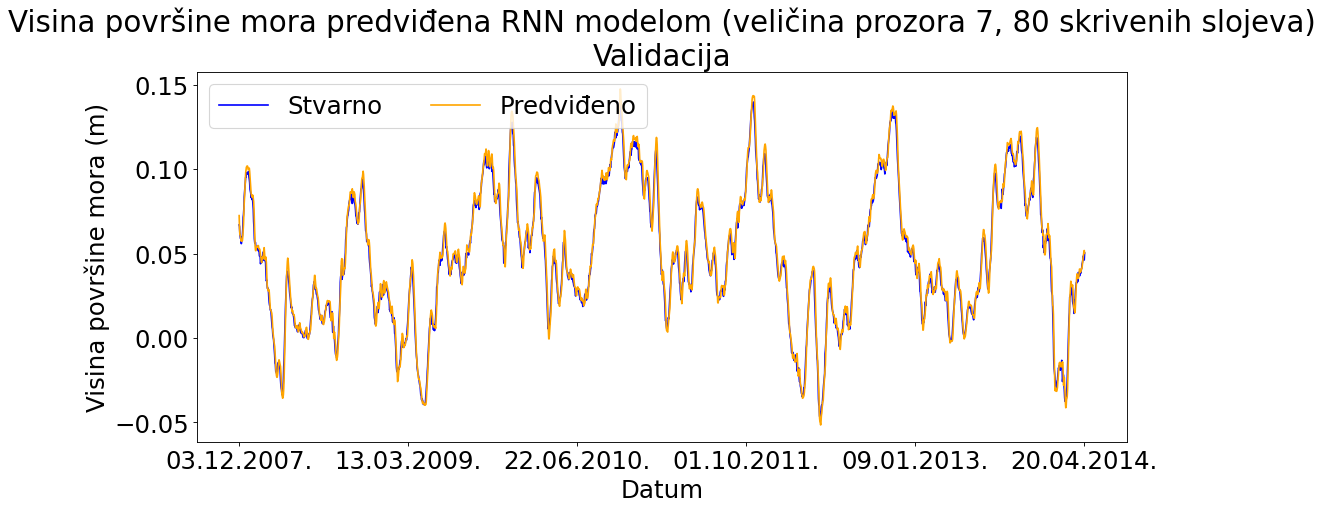 Visina površine mora predviđena RNN modelom (veličina prozora 7, 80 skrivenih slojeva)
Validacija
Stvarno Predviđeno
Visina površine mora (m)
0.15
0.10
0.05
0.00
−0.05
03.12.2007. 13.03.2009. 22.06.2010. 01.10.2011. 09.01.2013. 20.04.2014.
Datum